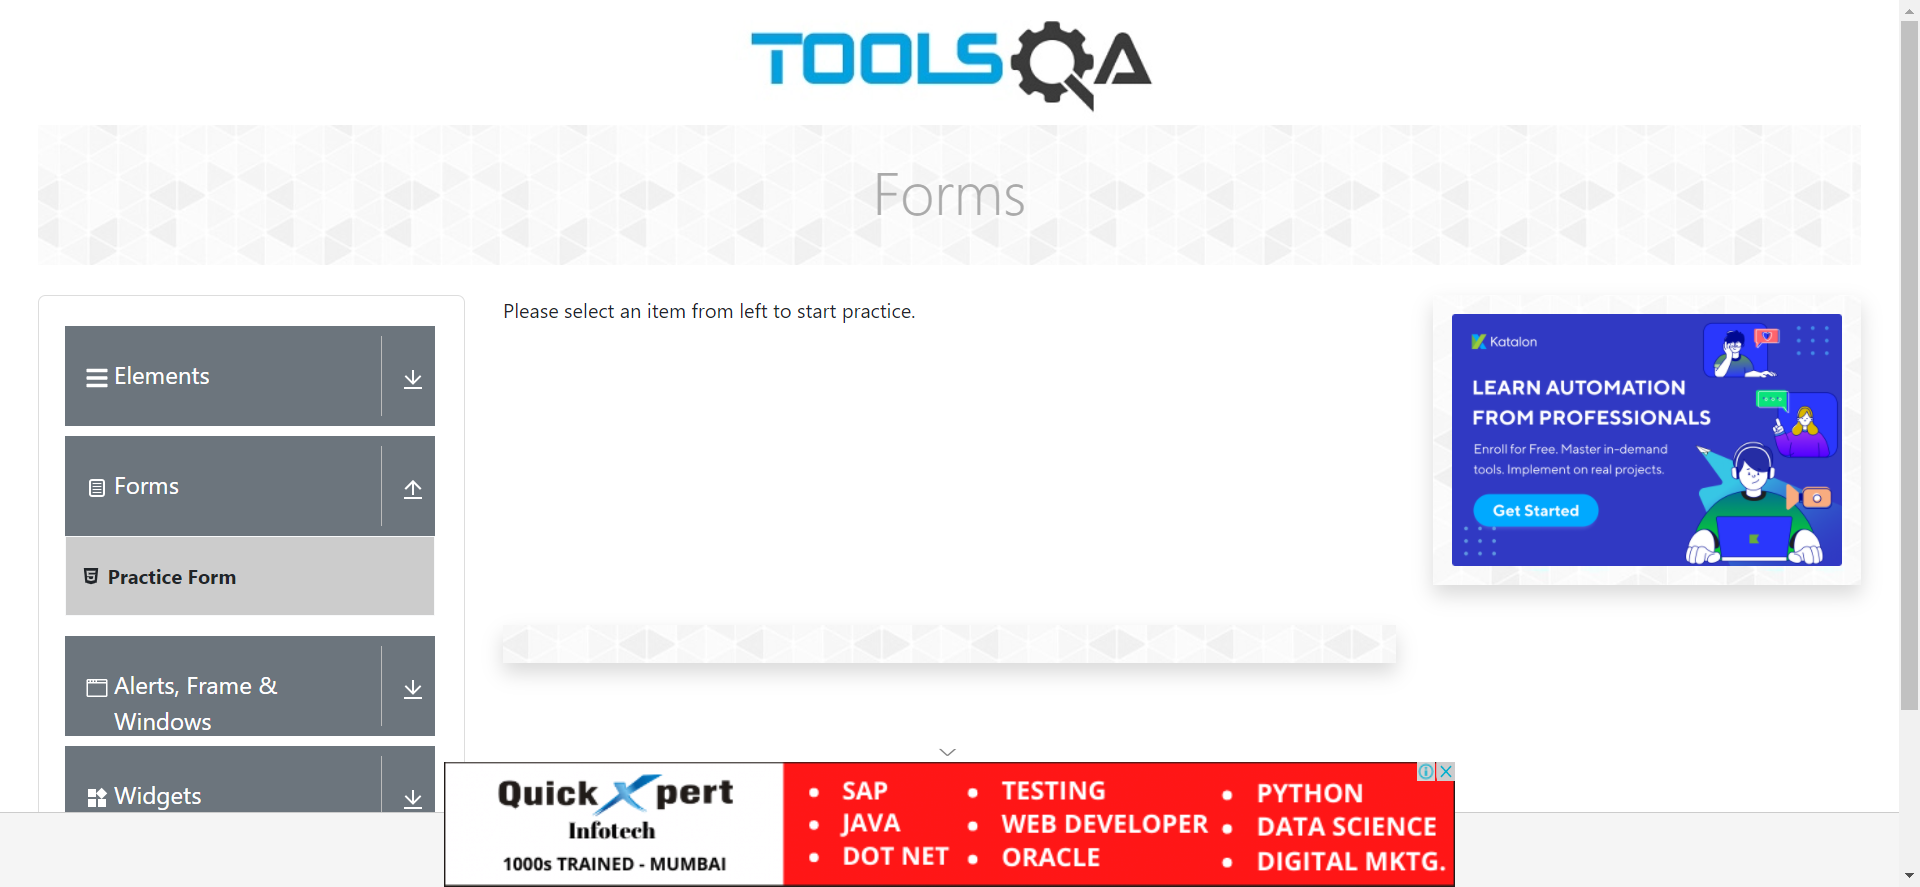 TOOLSQA
Forms
Elements
Forms
Practice Form
Alerts, Frame &
Windows
Widgets
Please select an item from left to start practice.
Katalon
LEARN AUTOMATION
FROM PROFESSIONALS
Enroll for Free. Master in-demand
tools. Implement on real projects.
Get Started
QuickXpert
Infotech
1000s TRAINED - MUMBAI
• SAP
• JAVA
• DOT NET
• TESTING
• WEB DEVELOPER
• ORACLE
• PYTHON
• DATA SCIENCE
• DIGITAL MKTG.